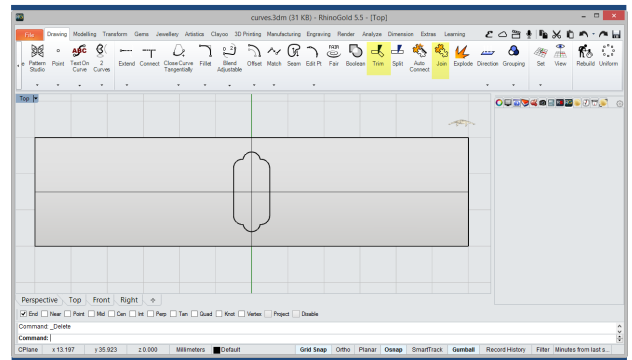 curves.3dm (31 KB) - RhinoGold 5.5 - [Top]
File Drawing Modelling Transform Gems Jewellery Artistics Clayoo 3D Printing Manufacturing Engraving Render Analyze Dimension Extras Learning
e Pattern Studio Point Text On Curve 2 Curves Extend Connect Close Curve Tangentially Fillet Blend Adjustable Offset Match Seam Edit Pt Fair Boolean Trim Split Auto Connect Join Explode Direction Grouping Set View Rebuild Uniform
Top
Perspective Top Front Right
End Near Point Mid Cen Int Perp Tan Quad Knot Vertex Project Disable
Command: _Delete
Command:
CPlane x 13.197 y 35.923 z 0.000 Millimeters Default Grid Snap Ortho Planar Osnap SmartTrack Gumball Record History Filter Minutes from last s...